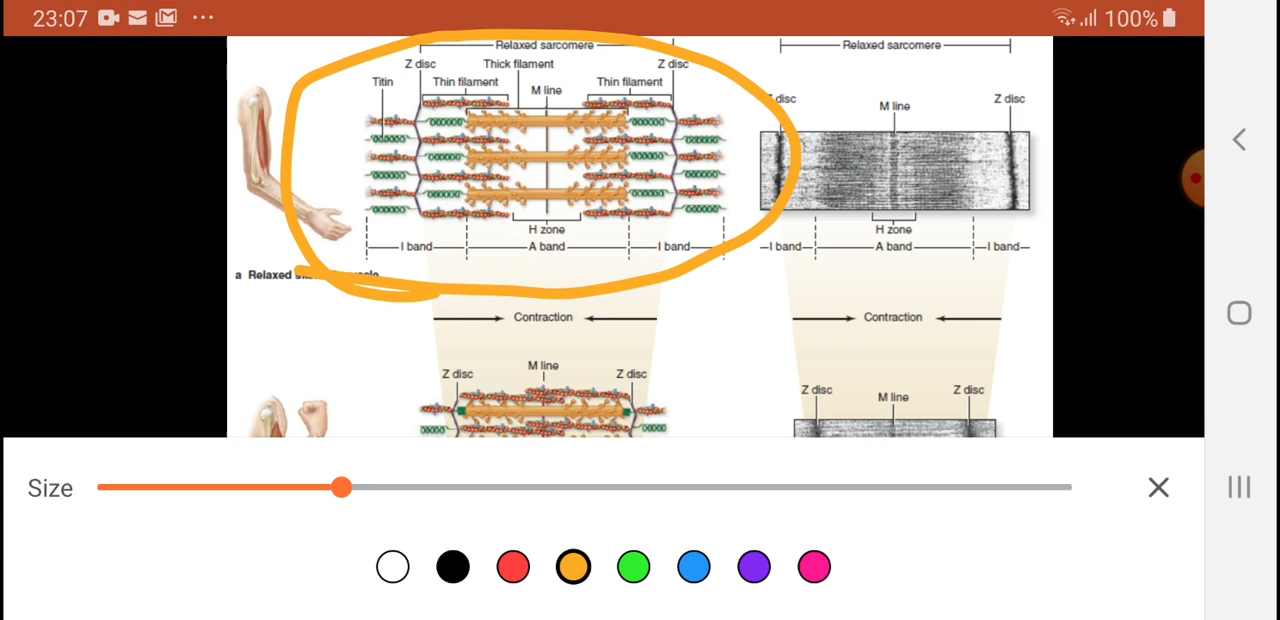 23:07 ... 100%
Relaxed sarcomere
Z disc Thick filament Z disc
Titin Thin filament M line Thin filament
H zone
I band A band I band
a Relaxed
Relaxed sarcomere
disc M line Z disc
H zone
I band A band I band
Contraction
Contraction
Z disc M line Z disc
Z disc M line Z disc
Size